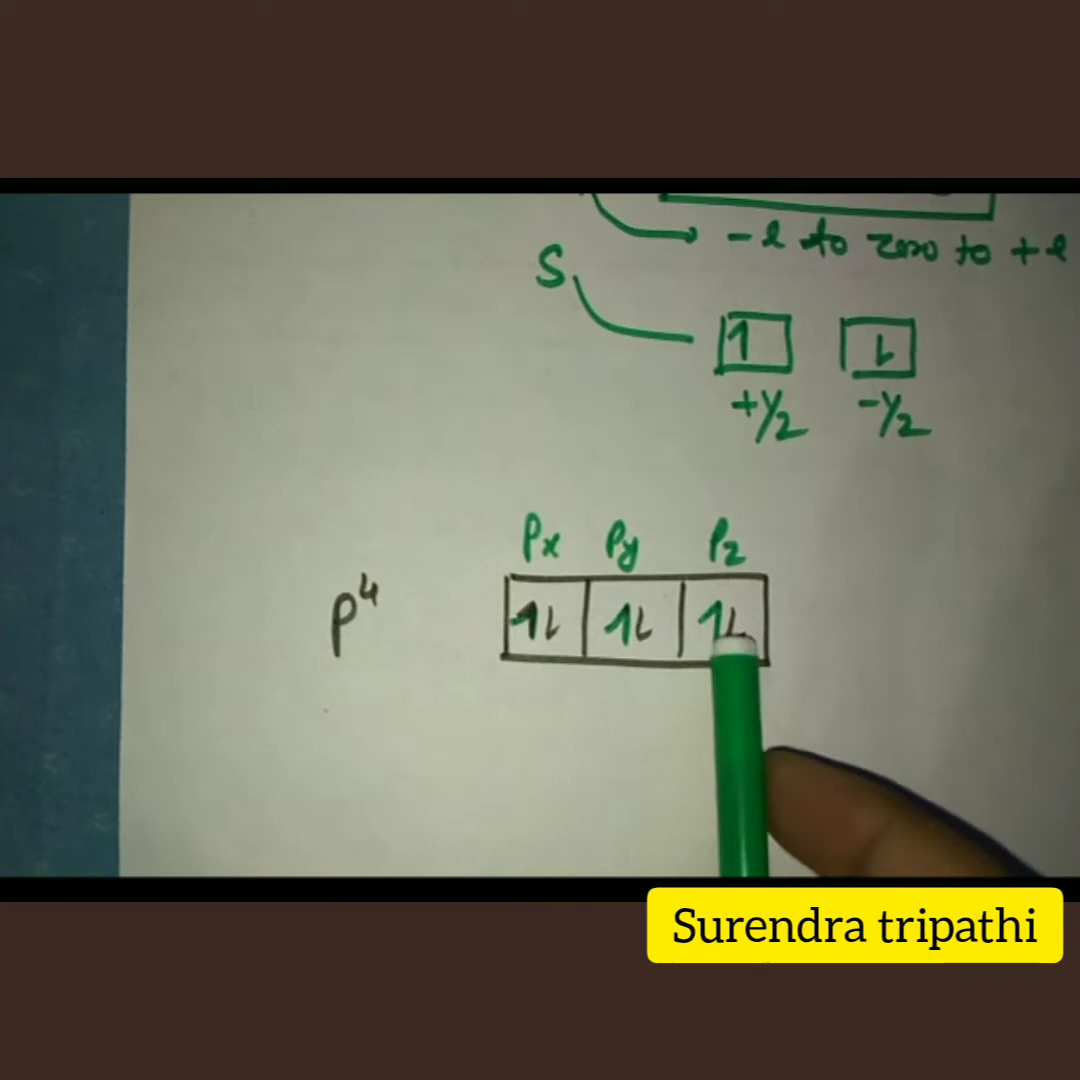 -l to zero to +l
S
↿ ⇂
+1/2 -1/2
Px Py Pz
p⁴ ↿⇂ ↿⇂ ↿⇂
Surendra tripathi